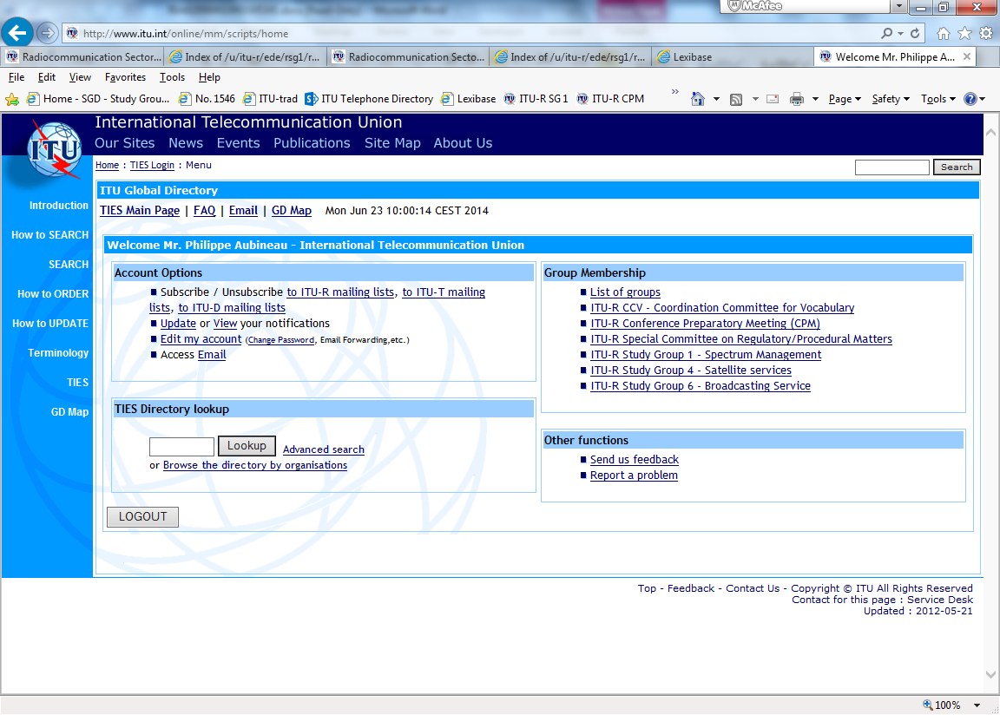 McAfee
http://www.itu.int/online/mm/scripts/home
Radiocommunication Sector...
Index of /u/itu-r/ede/rsg1/r...
Radiocommunication Secto...
Index of /u/itu-r/ede/rsg1/r...
Lexibase
Welcome Mr. Philippe A...
File Edit View Favorites Tools Help
Home - SGD - Study Grou... No.1546 ITU-trad ITU Telephone Directory Lexibase ITU-R SG1 ITU-R CPM » Page Safety Tools
ITU
International Telecommunication Union
Our Sites News Events Publications Site Map About Us
Home : TIES Login : Menu
Search
Introduction
How to SEARCH
SEARCH
How to ORDER
How to UPDATE
Terminology
TIES
GD Map
ITU Global Directory
TIES Main Page | FAQ | Email | GD Map Mon Jun 23 10:00:14 CEST 2014
Welcome Mr. Philippe Aubineau - International Telecommunication Union
Account Options
Subscribe / Unsubscribe to ITU-R mailing lists, to ITU-T mailing
lists, to ITU-D mailing lists
Update or View your notifications
Edit my account (Change Password, Email Forwarding,etc.)
Access Email
TIES Directory lookup
Lookup Advanced search
or Browse the directory by organisations
LOGOUT
Group Membership
List of groups
ITU-R CCV - Coordination Committee for Vocabulary
ITU-R Conference Preparatory Meeting (CPM)
ITU-R Special Committee on Regulatory/Procedural Matters
ITU-R Study Group 1 - Spectrum Management
ITU-R Study Group 4 - Satellite services
ITU-R Study Group 6 - Broadcasting Service
Other functions
Send us feedback
Report a problem
Top - Feedback - Contact Us - Copyright © ITU All Rights Reserved
Contact for this page : Service Desk
Updated : 2012-05-21
100%